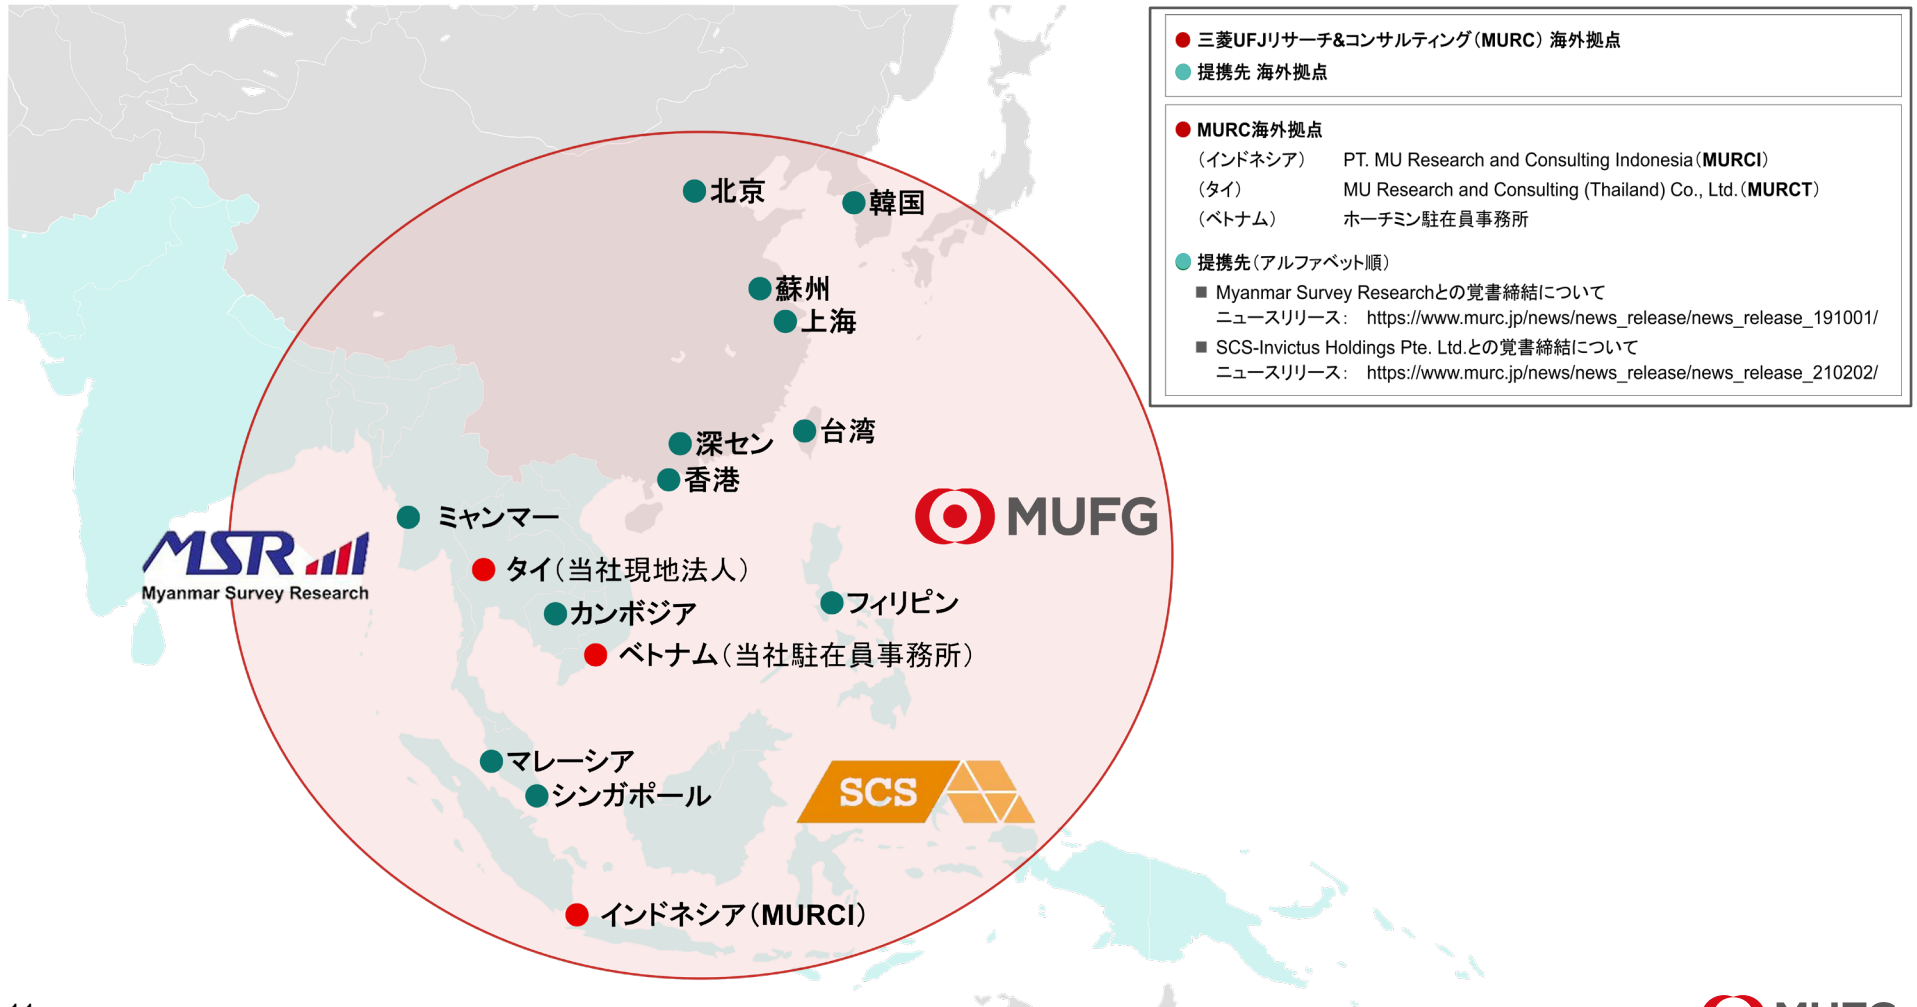 ● 三菱UFJリサーチ&コンサルティング(MURC) 海外拠点
● 提携先 海外拠点
● MURC海外拠点
(インドネシア) PT. MU Research and Consulting Indonesia(MURCI)
(タイ) MU Research and Consulting (Thailand) Co., Ltd.(MURCT)
(ベトナム) ホーチミン駐在員事務所
● 提携先(アルファベット順)
■ Myanmar Survey Researchとの覚書締結について
ニュースリリース: https://www.murc.jp/news/news_release/news_release_191001/
■ SCS-Invictus Holdings Pte. Ltd.との覚書締結について
ニュースリリース: https://www.murc.jp/news/news_release/news_release_210202/
北京
韓国
蘇州
上海
台湾
深セン
香港
MUFG
ミャンマー
MSR
Myanmar Survey Research
タイ(当社現地法人)
フィリピン
カンボジア
ベトナム(当社駐在員事務所)
マレーシア
シンガポール
SCS
インドネシア(MURCI)